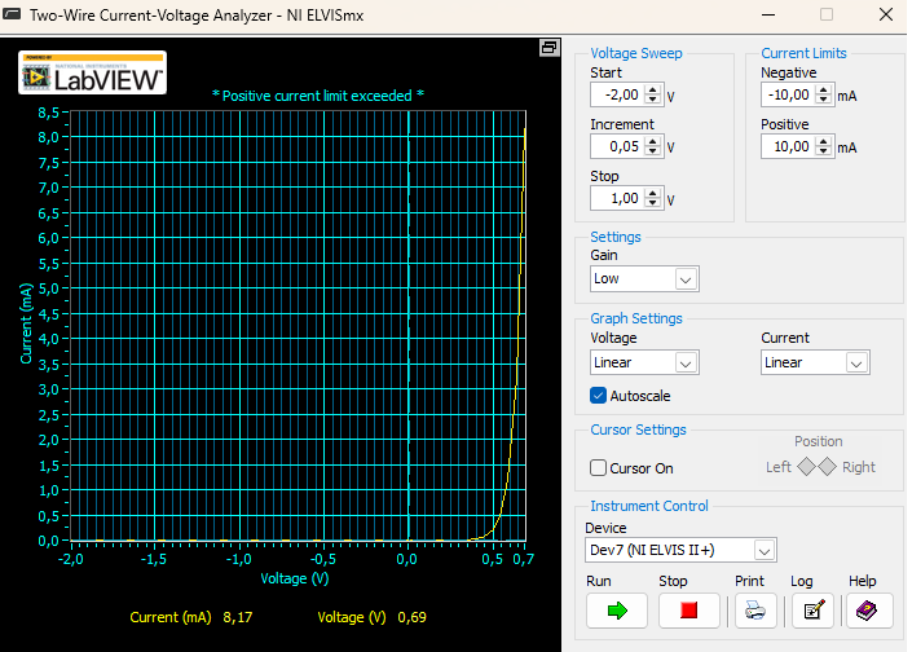 Two-Wire Current-Voltage Analyzer - NI ELVISmx
POWERED BY
NATIONAL INSTRUMENTS
LabVIEW™
* Positive current limit exceeded *
8,5
8,0
7,5
7,0
6,5
6,0
5,5
5,0
4,5
4,0
3,5
3,0
2,5
2,0
1,5
1,0
0,5
0,0
Current (mA)
-2,0 -1,5 -1,0 -0,5 0,0 0,5 0,7
Voltage (V)
Current (mA) 8,17 Voltage (V) 0,69
Voltage Sweep
Start
-2,00 V
Increment
0,05 V
Stop
1,00 V
Current Limits
Negative
-10,00 mA
Positive
10,00 mA
Settings
Gain
Low
Graph Settings
Voltage Current
Linear Linear
Autoscale
Cursor Settings
Position
Cursor On Left Right
Instrument Control
Device
Dev7 (NI ELVIS II+)
Run Stop Print Log Help